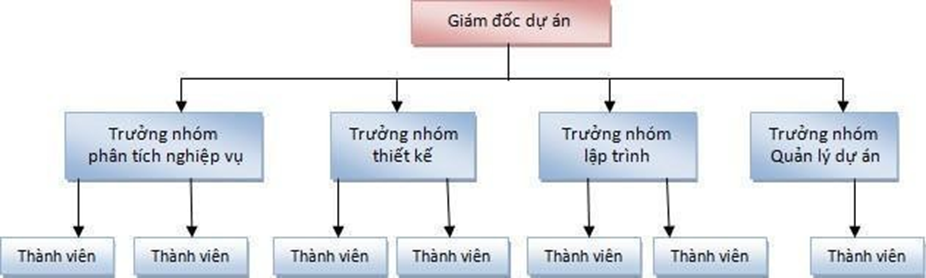 Giám đốc dự án
Trưởng nhóm
phân tích nghiệp vụ
Trưởng nhóm
thiết kế
Trưởng nhóm
lập trình
Trưởng nhóm
Quản lý dự án
Thành viên
Thành viên
Thành viên
Thành viên
Thành viên
Thành viên
Thành viên